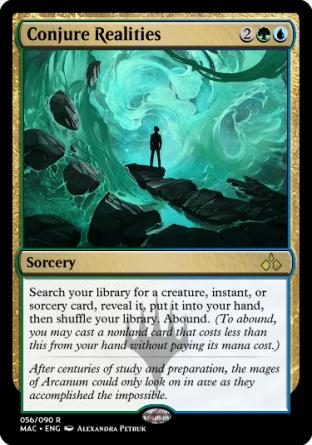 Conjure Realities 2
Sorcery
Search your library for a creature, instant, or
sorcery card, reveal it, put it into your hand,
then shuffle your library. Abound. (To abound,
you may cast a nonland card that costs less than
this from your hand without paying its mana cost.)
After centuries of study and preparation, the mages
of Arcanum could only look on in awe as they
accomplished the impossible.
056/090 R
MAC • ENG Alexandra Petruk